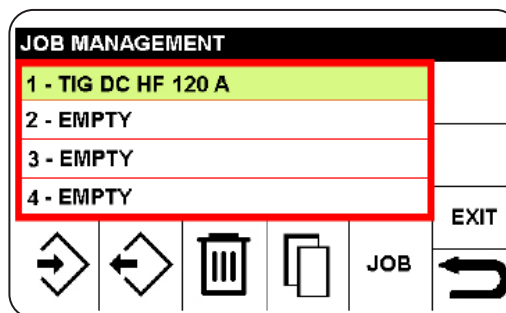 JOB MANAGEMENT
1 - TIG DC HF 120 A
2 - EMPTY
3 - EMPTY
4 - EMPTY
EXIT
JOB